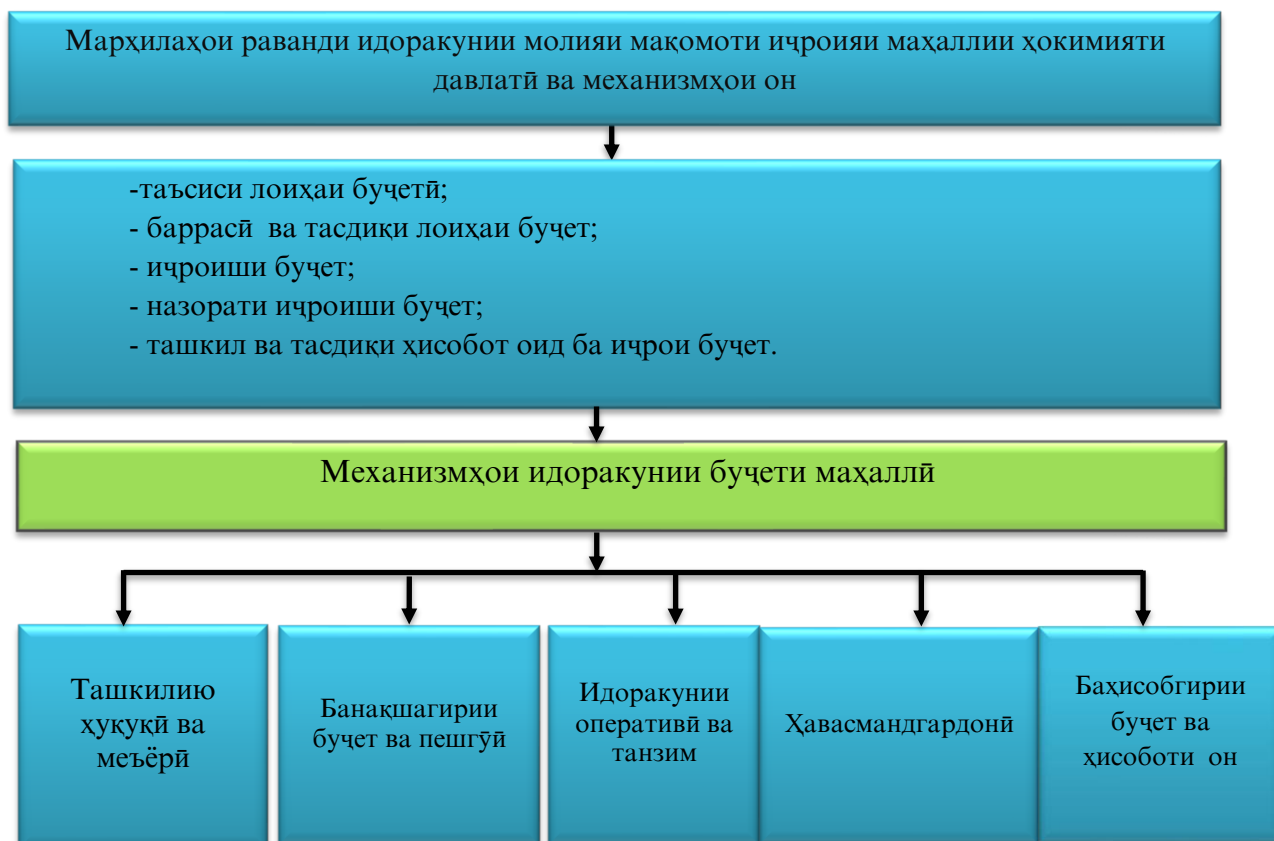 Марҳилаҳои раванди идоракунии молияи мақомоти иҷроияи маҳаллии ҳокимияти
давлатӣ ва механизмҳои он
-таъсиси лоиҳаи буҷетӣ;
- баррасӣ ва тасдиқи лоиҳаи буҷет;
- иҷроиши буҷет;
- назорати иҷроиши буҷет;
- ташкил ва тасдиқи ҳисобот оид ба иҷрои буҷет.
Механизмҳои идоракунии буҷети маҳаллӣ
Ташкилию
ҳуқуқӣ ва
меъёрӣ
Банақшагирии
буҷет ва пешгӯӣ
Идоракунии
оперативӣ ва
танзим
Ҳавасмандгардонӣ
Баҳисобгирии
буҷет ва
ҳисоботи он